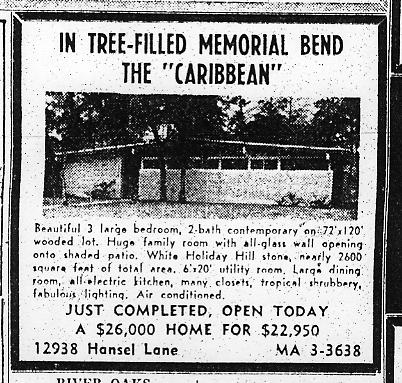 IN TREE-FILLED MEMORIAL BEND
THE "CARIBBEAN"
Beautiful 3 large bedroom, 2-bath contemporary on 72'x120'
wooded lot. Huge family room with all-glass wall opening
onto shaded patio. White Holiday Hill stone, nearly 2600
square feet of total area. 6'x20' utility room. Large dining
room, all-electric kitchen, many closets, tropical shrubbery,
fabulous lighting. Air conditioned.
JUST COMPLETED, OPEN TODAY
A $26,000 HOME FOR $22,950
12938 Hansel Lane MA 3-3638
RIVER OAKS